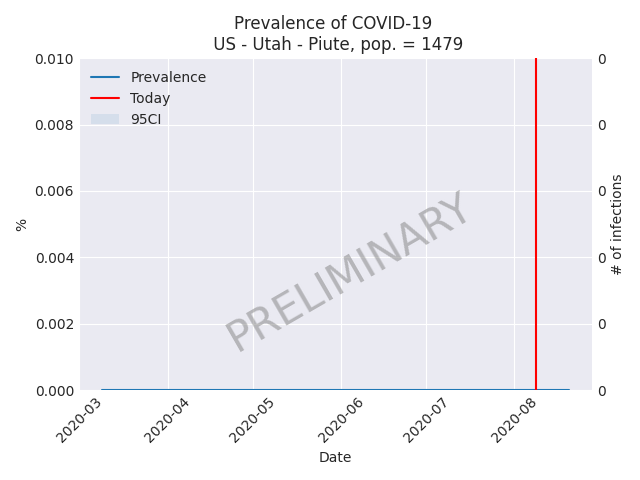 Prevalence of COVID-19
US - Utah - Piute, pop. = 1479
Prevalence
Today
95CI
0.010
0.008
0.006
0.004
0.002
0.000
%
0
0
0
0
0
0
# of infections
PRELIMINARY
2020-03
2020-04
2020-05
2020-06
2020-07
2020-08
Date